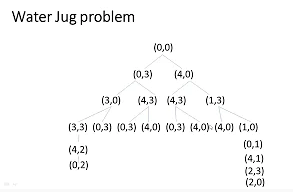 Water Jug problem
(0,0)
(0,3) (4,0)
(3,0) (4,3) (4,3) (1,3)
(3,3) (0,3) (0,3) (4,0) (0,3) (4,0) (4,0) (1,0)
(4,2) (0,1)
(0,2) (4,1)
(2,3)
(2,0)